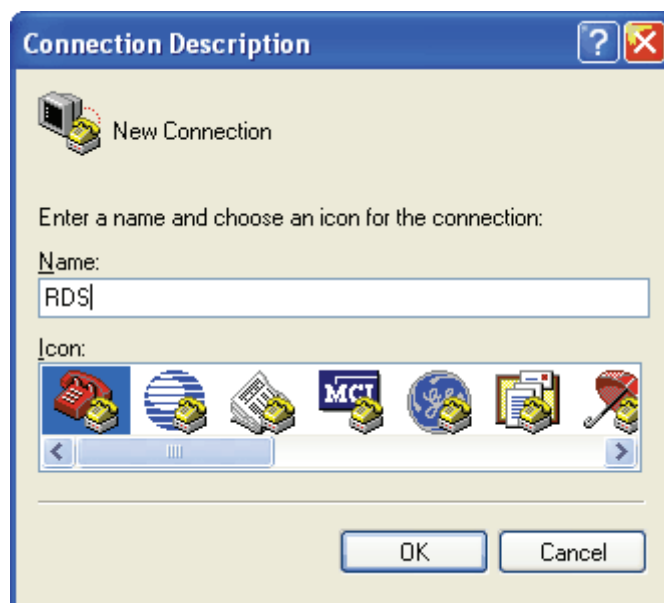 Connection Description
New Connection
Enter a name and choose an icon for the connection:
Name:
RDS
Icon:
MCI
OK
Cancel